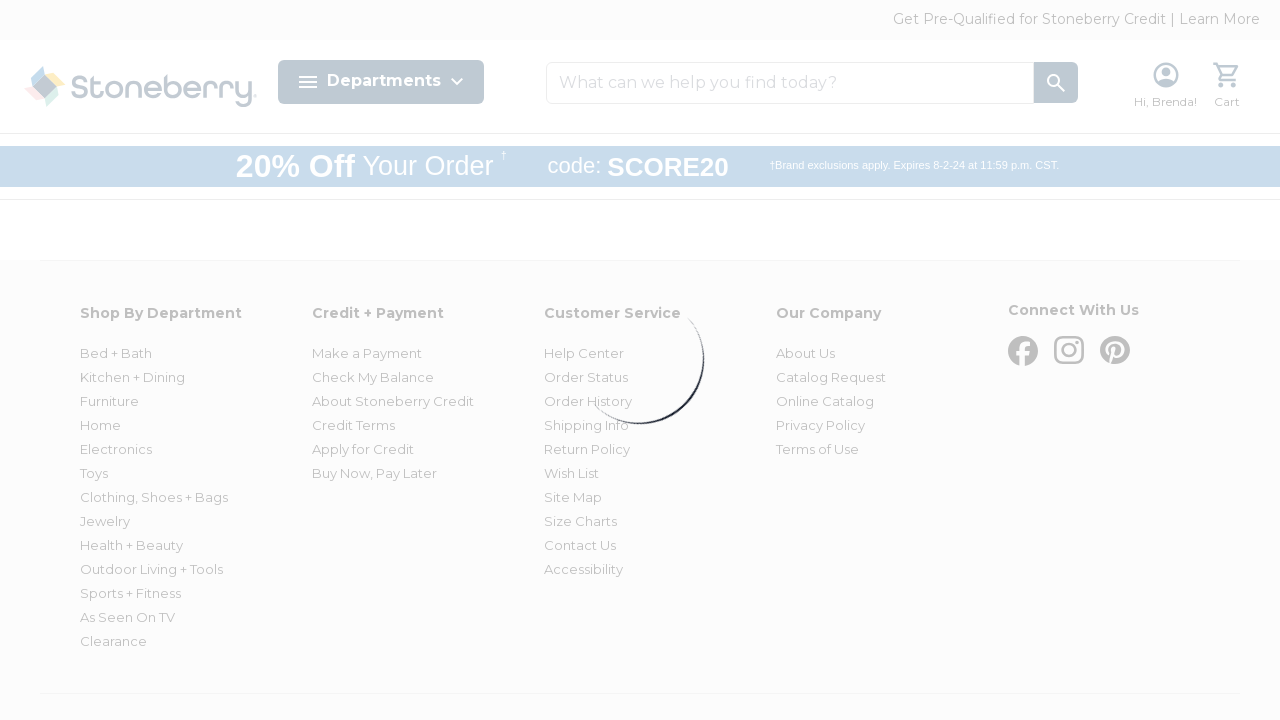 Get Pre-Qualified for Stoneberry Credit | Learn More
Stoneberry
Departments
What can we help you find today?
Hi, Brenda!
Cart
20% Off Your Order †
code: SCORE20
†Brand exclusions apply. Expires 8-2-24 at 11:59 p.m. CST.
Shop By Department
Bed + Bath
Kitchen + Dining
Furniture
Home
Electronics
Toys
Clothing, Shoes + Bags
Jewelry
Health + Beauty
Outdoor Living + Tools
Sports + Fitness
As Seen On TV
Clearance
Credit + Payment
Make a Payment
Check My Balance
About Stoneberry Credit
Credit Terms
Apply for Credit
Buy Now, Pay Later
Customer Service
Help Center
Order Status
Order History
Shipping Info
Return Policy
Wish List
Site Map
Size Charts
Contact Us
Accessibility
Our Company
About Us
Catalog Request
Online Catalog
Privacy Policy
Terms of Use
Connect With Us